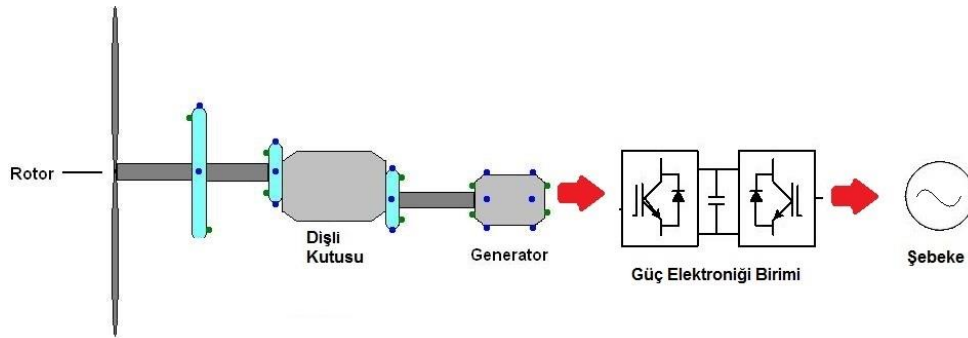 Rotor
Dişli
Kutusu
Generator
Güç Elektroniği Birimi
Şebeke